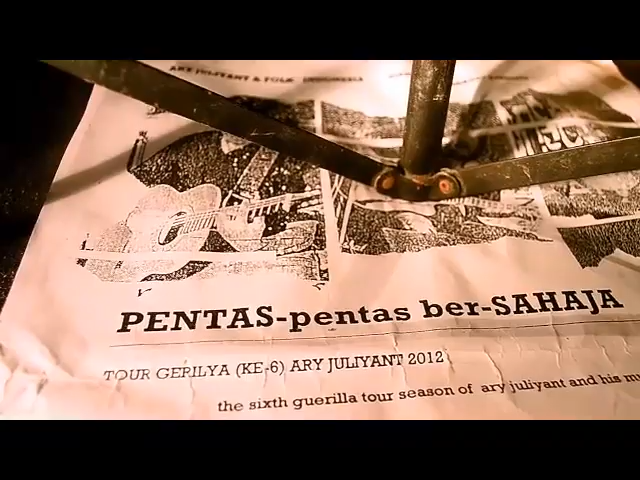 ARY JULIYANT & FOLK
PENTAS-pentas ber-SAHAJA
TOUR GERILYA (KE-6) ARY JULIYANT 2012
the sixth guerilla tour season of ary juliyant and his